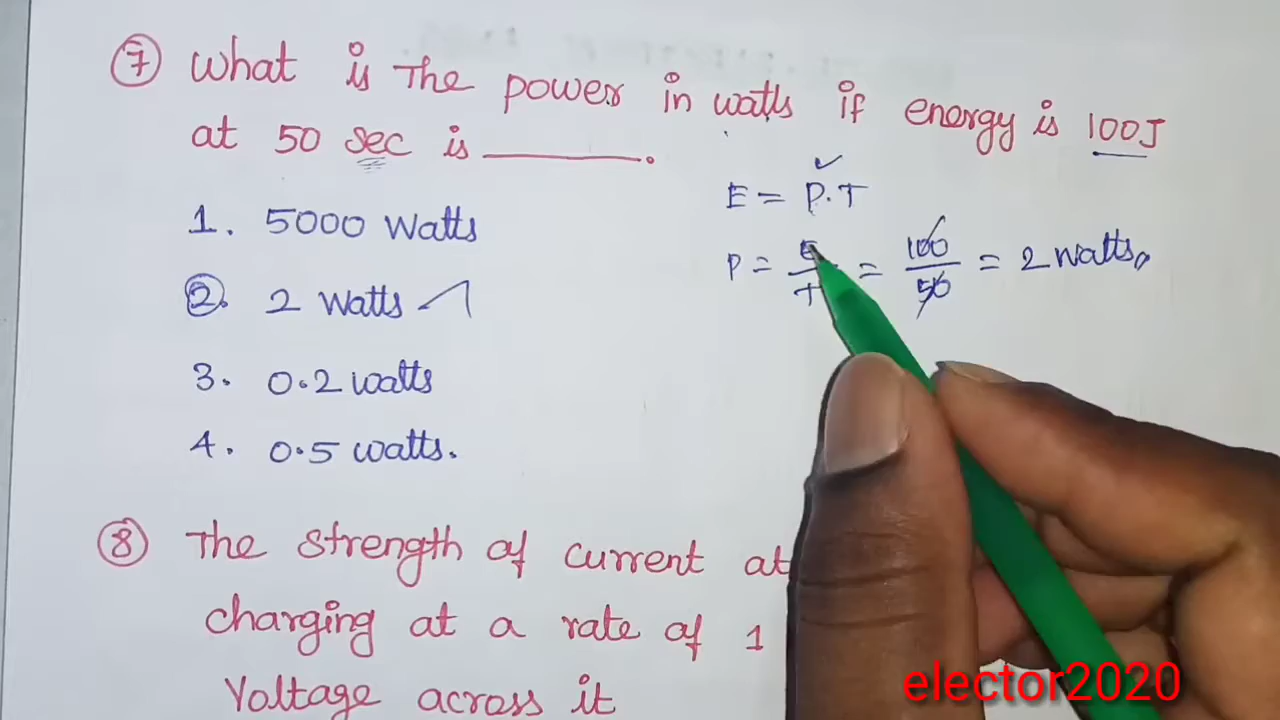 7 What is The power in watts if energy is 100J
at 50 sec is ________.
E = P.T
1. 5000 Watts
P = E/T = 100/50 = 2 watts.
2. 2 Watts
3. 0.2 watts
4. 0.5 watts.
8 The strength of current at
charging at a rate of 1
Voltage across it
elector2020